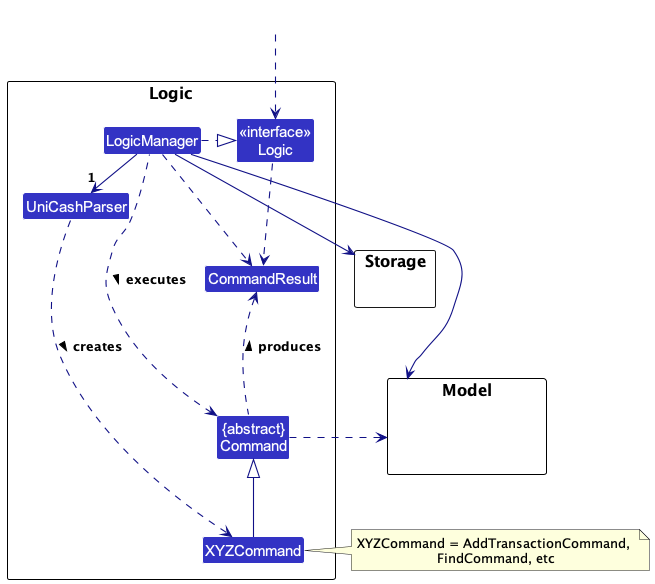 Logic
LogicManager
«interface»
Logic
1
UniCashParser
Storage
CommandResult
executes
creates
produces
Model
{abstract}
Command
XYZCommand
XYZCommand = AddTransactionCommand,
FindCommand, etc